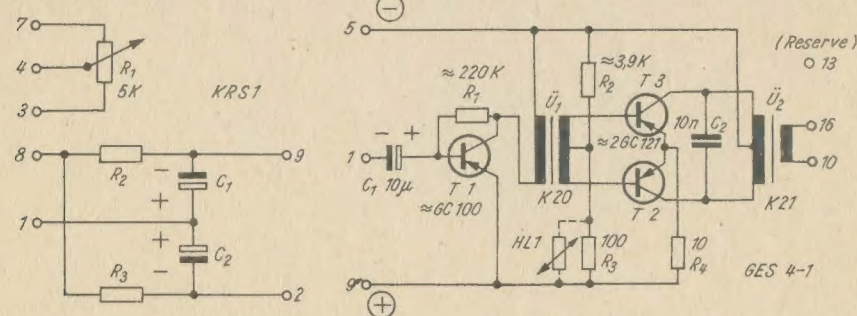 7
4
R₁
5K
3
KRS1
8
R₂
9
−
C₁
+
1
+
C₂
−
R₃
2
−
5
≈220K
R₁
≈3,9K
R₂
T3
(Reserve)
13
Ü₁
Ü₂
− +
10n
C₂
16
1
≈2GC121
10
C₁ 10μ
T1
≈GC100
K20
T2
K21
HL1
100
R₃
10
R₄
GES 4-1
9
+